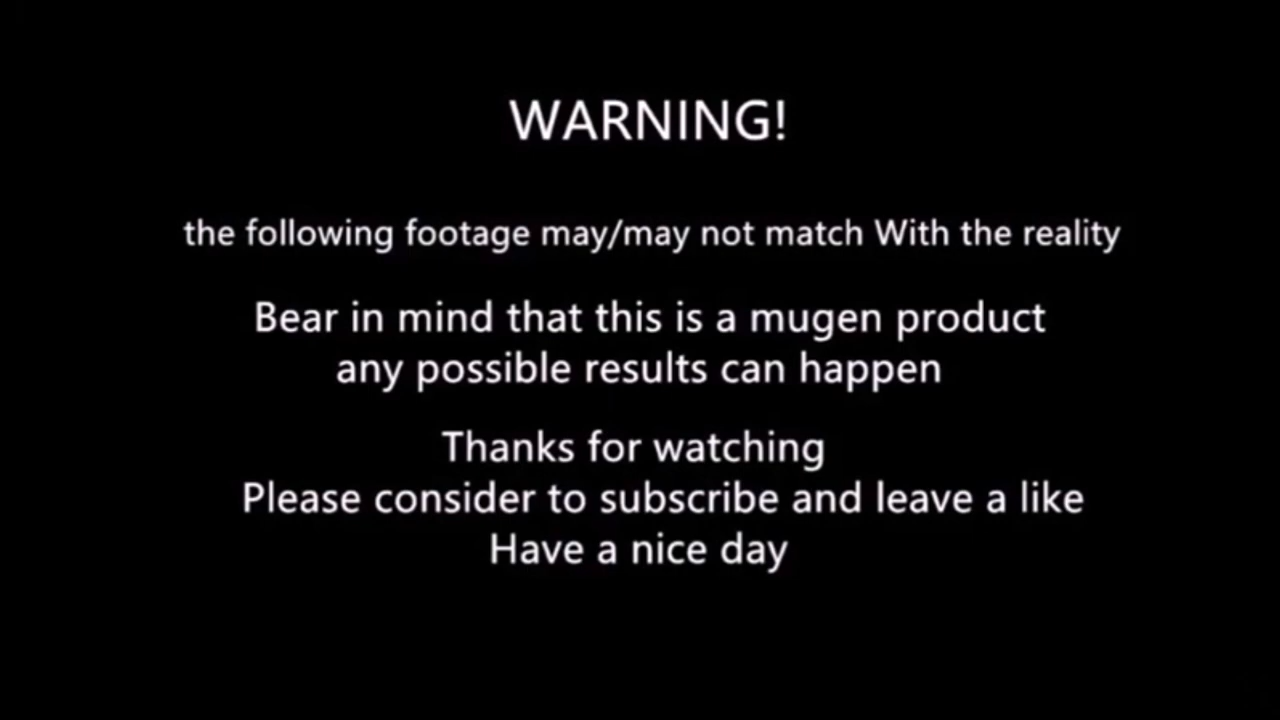 WARNING!
the following footage may/may not match With the reality
Bear in mind that this is a mugen product
any possible results can happen
Thanks for watching
Please consider to subscribe and leave a like
Have a nice day